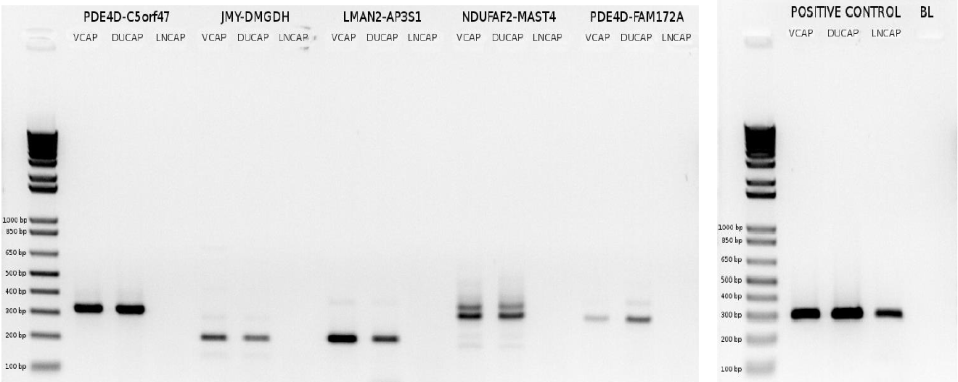 PDE4D-C5orf47 JMY-DMGDH LMAN2-AP3S1 NDUFAF2-MAST4 PDE4D-FAM172A
VCAP DUCAP LNCAP VCAP DUCAP LNCAP VCAP DUCAP LNCAP VCAP DUCAP LNCAP VCAP DUCAP LNCAP
1000 bp
850 bp
650 bp
500 bp
400 bp
300 bp
200 bp
100 bp
POSITIVE CONTROL BL
VCAP DUCAP LNCAP
1000 bp
850 bp
650 bp
500 bp
400 bp
300 bp
200 bp
100 bp